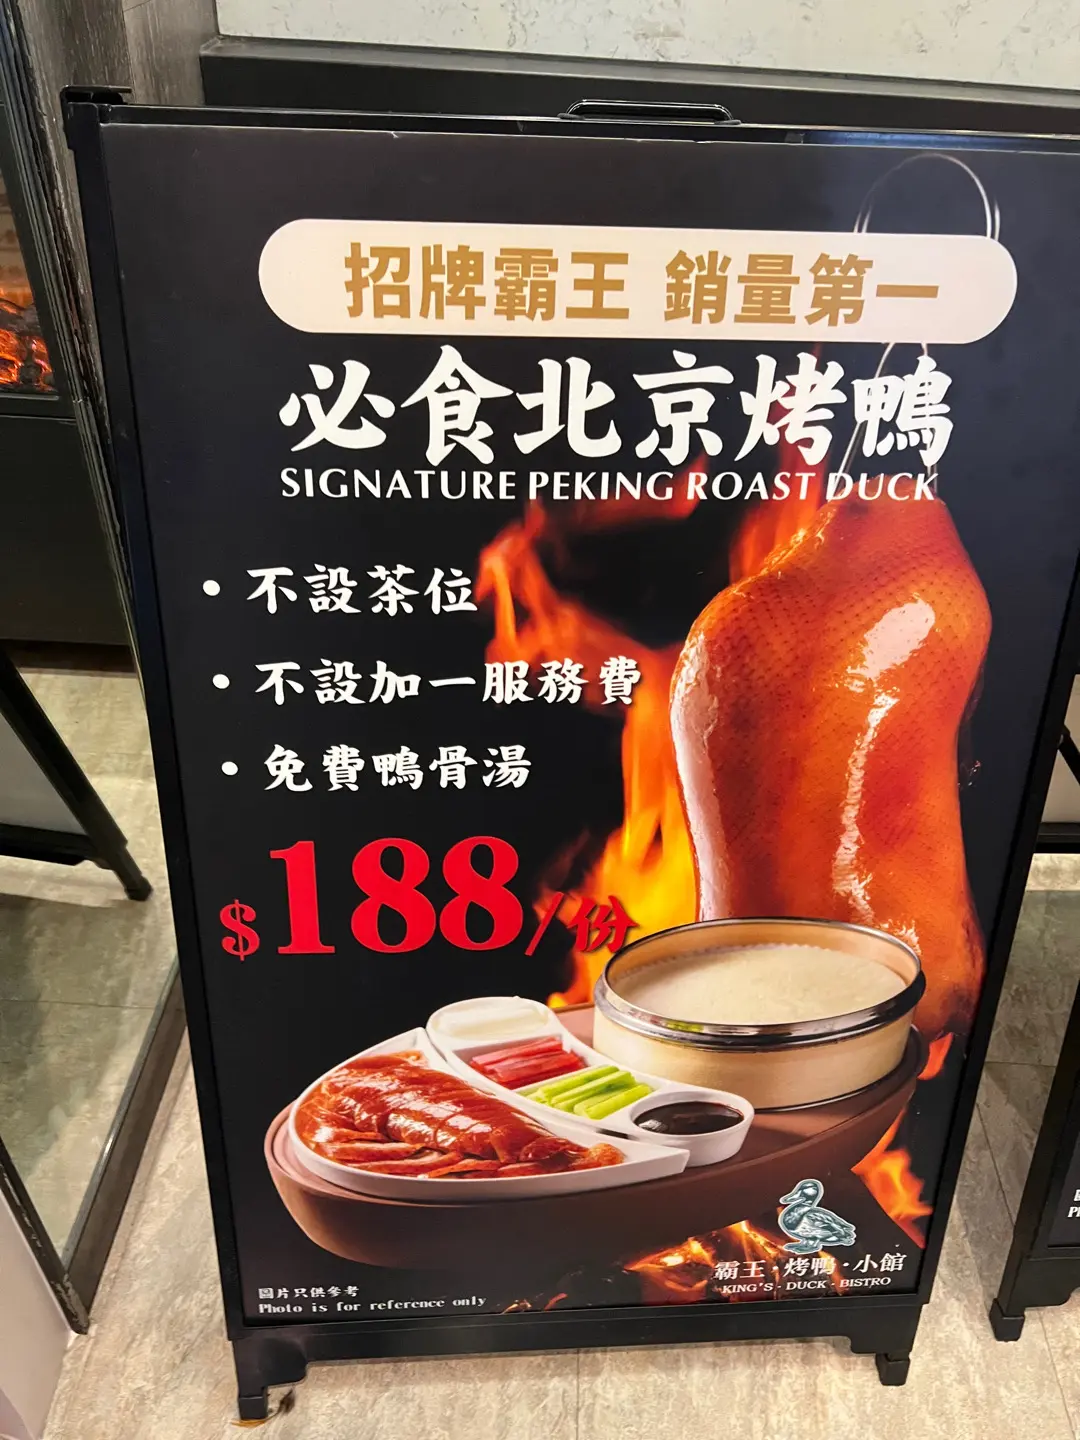 招牌霸王 銷量第一
必食北京烤鴨
SIGNATURE PEKING ROAST DUCK
• 不設茶位
• 不設加一服務費
• 免費鴨骨湯
$188/份
霸王·烤鴨·小館
KING'S · DUCK · BISTRO
圖片只供參考
Photo is for reference only